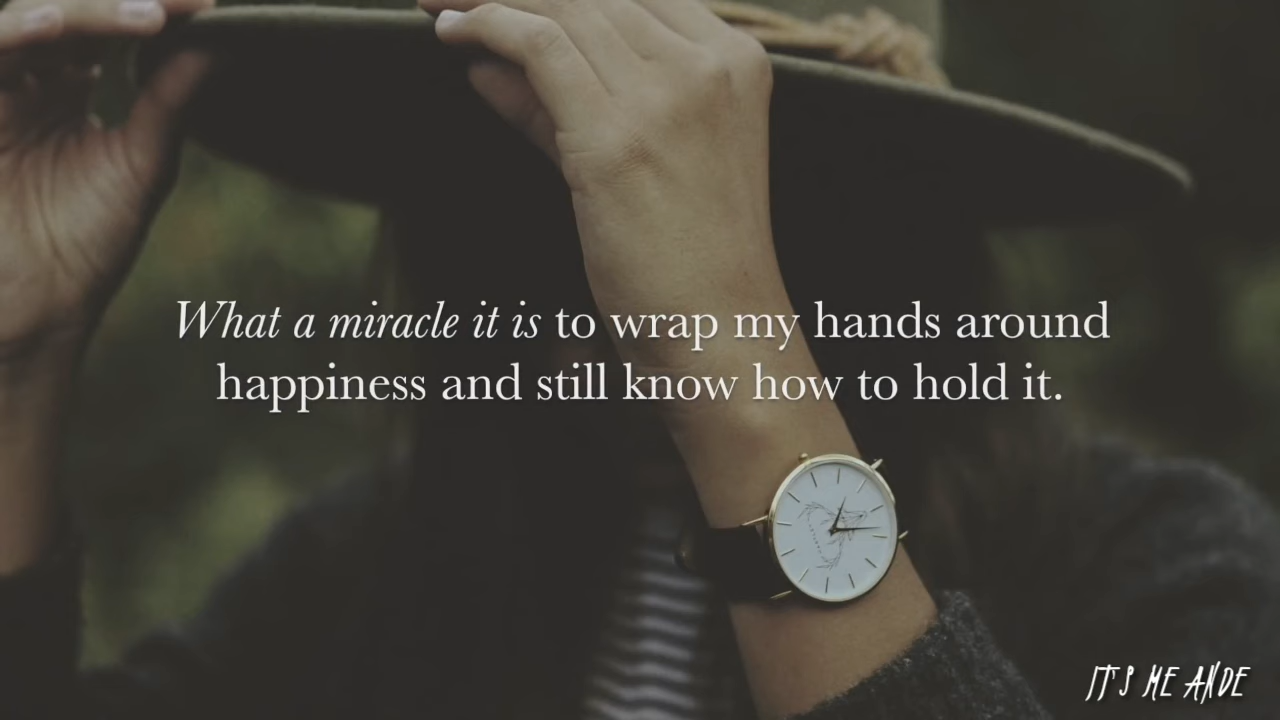 What a miracle it is to wrap my hands around
happiness and still know how to hold it.
IT'S ME ANDE